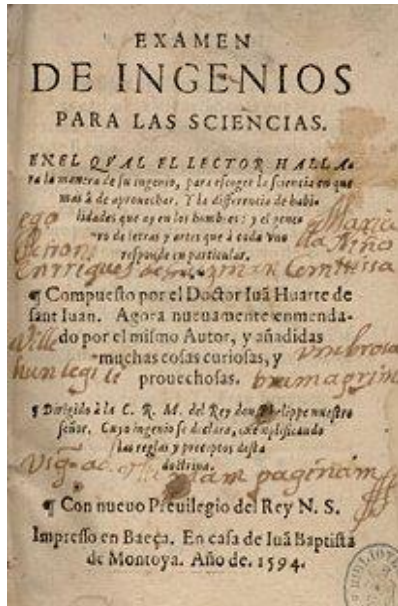 EXAMEN
DE INGENIOS
PARA LAS SCIENCIAS.
EN EL QVAL EL LECTOR HALLA-
ra la manera de su ingenio, para escoger la sciencia en que
mas à de aprouechar. Y la differencia de habi-
lidades que ay en los hombres: y el gene-
ro de letras y artes que à cada vno
responde en particular.
¶ Compuesto por el Doctor Iuã Huarte de
sant Iuan. Agora nueuamente enmenda-
do por el mismo Autor, y añadidas
muchas cosas curiosas, y
prouechosas.
¶ Dirigido à la C. R. M. del Rey don Philippe nuestro
señor. Cuyo ingenio se declara, exẽplificando
las reglas y preceptos desta
doctrina.
paginam
¶ Con nueuo Preuilegio del Rey N. S.
Impresso en Baeça. En casa de Iuã Baptista
de Montoya. Año de. 1594.